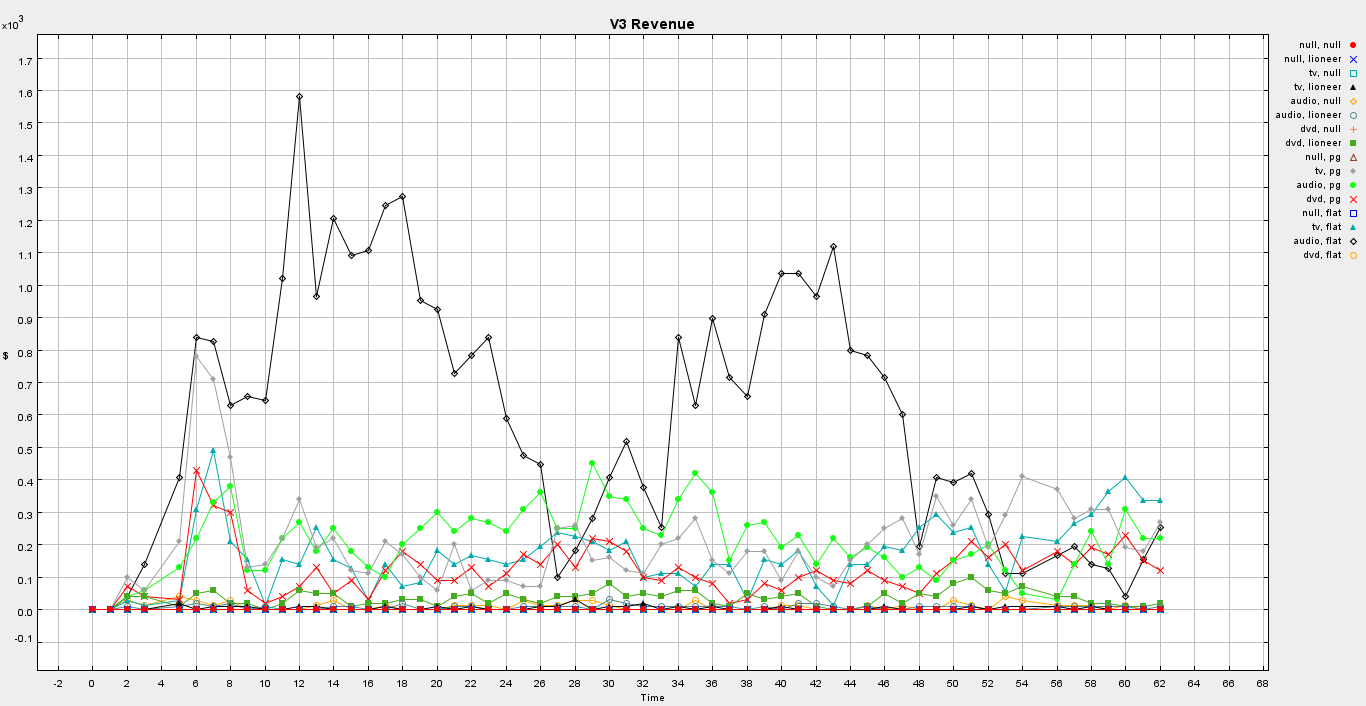 V3 Revenue
x10³
1.7
1.6
1.5
1.4
1.3
1.2
1.1
1.0
0.9
0.8
$
0.7
0.6
0.5
0.4
0.3
0.2
0.1
0.0
-0.1
-2 0 2 4 6 8 10 12 14 16 18 20 22 24 26 28 30 32 34 36 38 40 42 44 46 48 50 52 54 56 58 60 62 64 66 68
Time
null, null
null, lioneer
tv, null
tv, lioneer
audio, null
audio, lioneer
dvd, null
dvd, lioneer
null, pg
tv, pg
audio, pg
dvd, pg
null, flat
tv, flat
audio, flat
dvd, flat